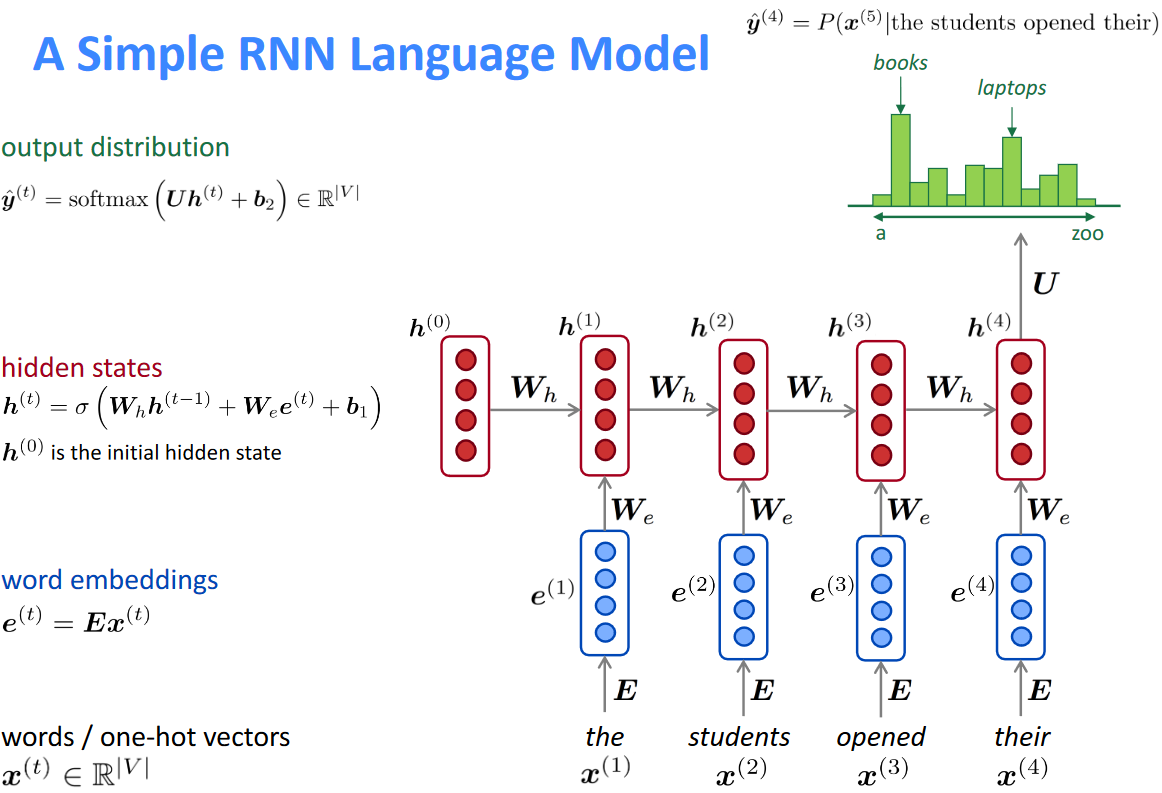 A Simple RNN Language Model
ŷ⁽⁴⁾ = P(x⁽⁵⁾|the students opened their)
books
laptops
a
zoo
output distribution
ŷ⁽ᵗ⁾ = softmax(Uh⁽ᵗ⁾ + b₂) ∈ ℝ^|V|
U
h⁽⁰⁾ h⁽¹⁾ h⁽²⁾ h⁽³⁾ h⁽⁴⁾
hidden states
W_h W_h W_h W_h
h⁽ᵗ⁾ = σ(W_h h⁽ᵗ⁻¹⁾ + W_e e⁽ᵗ⁾ + b₁)
h⁽⁰⁾ is the initial hidden state
W_e W_e W_e W_e
word embeddings
e⁽ᵗ⁾ = Ex⁽ᵗ⁾
e⁽¹⁾ e⁽²⁾ e⁽³⁾ e⁽⁴⁾
E E E E
words / one-hot vectors
x⁽ᵗ⁾ ∈ ℝ^|V|
the students opened their
x⁽¹⁾ x⁽²⁾ x⁽³⁾ x⁽⁴⁾